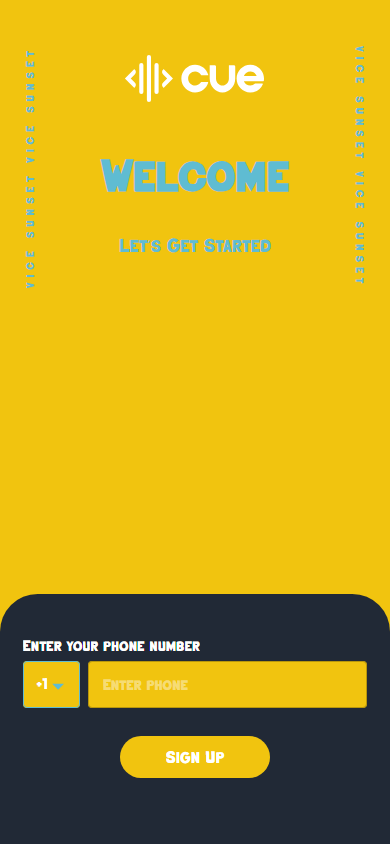 cue
VICE SUNSET VICE SUNSET
VICE SUNSET VICE SUNSET
WELCOME
LET'S GET STARTED
ENTER YOUR PHONE NUMBER
+1
ENTER PHONE
SIGN UP